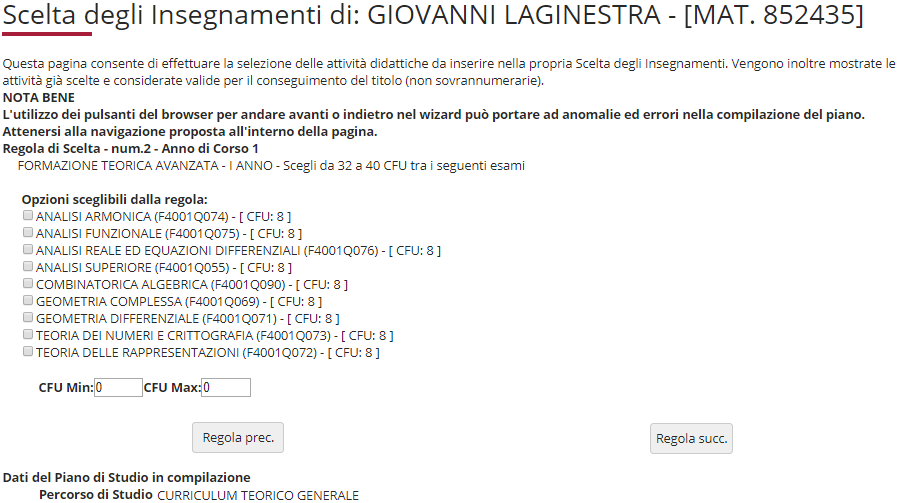 Scelta degli Insegnamenti di: GIOVANNI LAGINESTRA - [MAT. 852435]
Questa pagina consente di effettuare la selezione delle attività didattiche da inserire nella propria Scelta degli Insegnamenti. Vengono inoltre mostrate le
attività già scelte e considerate valide per il conseguimento del titolo (non sovrannumerarie).
NOTA BENE
L'utilizzo dei pulsanti del browser per andare avanti o indietro nel wizard può portare ad anomalie ed errori nella compilazione del piano.
Attenersi alla navigazione proposta all'interno della pagina.
Regola di Scelta - num.2 - Anno di Corso 1
FORMAZIONE TEORICA AVANZATA - I ANNO - Scegli da 32 a 40 CFU tra i seguenti esami
Opzioni sceglibili dalla regola:
ANALISI ARMONICA (F4001Q074) - [ CFU: 8 ]
ANALISI FUNZIONALE (F4001Q075) - [ CFU: 8 ]
ANALISI REALE ED EQUAZIONI DIFFERENZIALI (F4001Q076) - [ CFU: 8 ]
ANALISI SUPERIORE (F4001Q055) - [ CFU: 8 ]
COMBINATORICA ALGEBRICA (F4001Q090) - [ CFU: 8 ]
GEOMETRIA COMPLESSA (F4001Q069) - [ CFU: 8 ]
GEOMETRIA DIFFERENZIALE (F4001Q071) - [ CFU: 8 ]
TEORIA DEI NUMERI E CRITTOGRAFIA (F4001Q073) - [ CFU: 8 ]
TEORIA DELLE RAPPRESENTAZIONI (F4001Q072) - [ CFU: 8 ]
CFU Min: 0 CFU Max: 0
Regola prec. Regola succ.
Dati del Piano di Studio in compilazione
Percorso di Studio CURRICULUM TEORICO GENERALE